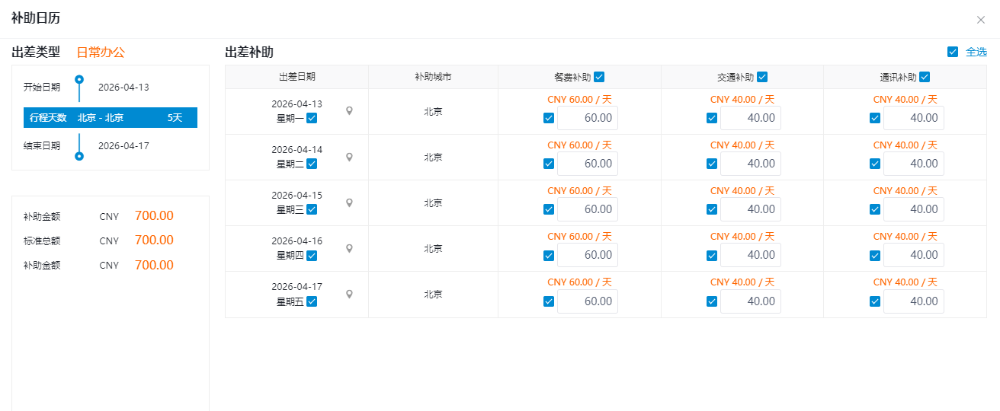 补助日历
出差类型 日常办公
开始日期 2026-04-13
行程天数 北京 - 北京 5天
结束日期 2026-04-17
补助金额 CNY 700.00
标准总额 CNY 700.00
补助金额 CNY 700.00
出差补助 全选
出差日期 补助城市 餐费补助 交通补助 通讯补助
2026-04-13
星期一
北京
CNY 60.00 / 天
60.00
CNY 40.00 / 天
40.00
CNY 40.00 / 天
40.00
2026-04-14
星期二
北京
CNY 60.00 / 天
60.00
CNY 40.00 / 天
40.00
CNY 40.00 / 天
40.00
2026-04-15
星期三
北京
CNY 60.00 / 天
60.00
CNY 40.00 / 天
40.00
CNY 40.00 / 天
40.00
2026-04-16
星期四
北京
CNY 60.00 / 天
60.00
CNY 40.00 / 天
40.00
CNY 40.00 / 天
40.00
2026-04-17
星期五
北京
CNY 60.00 / 天
60.00
CNY 40.00 / 天
40.00
CNY 40.00 / 天
40.00